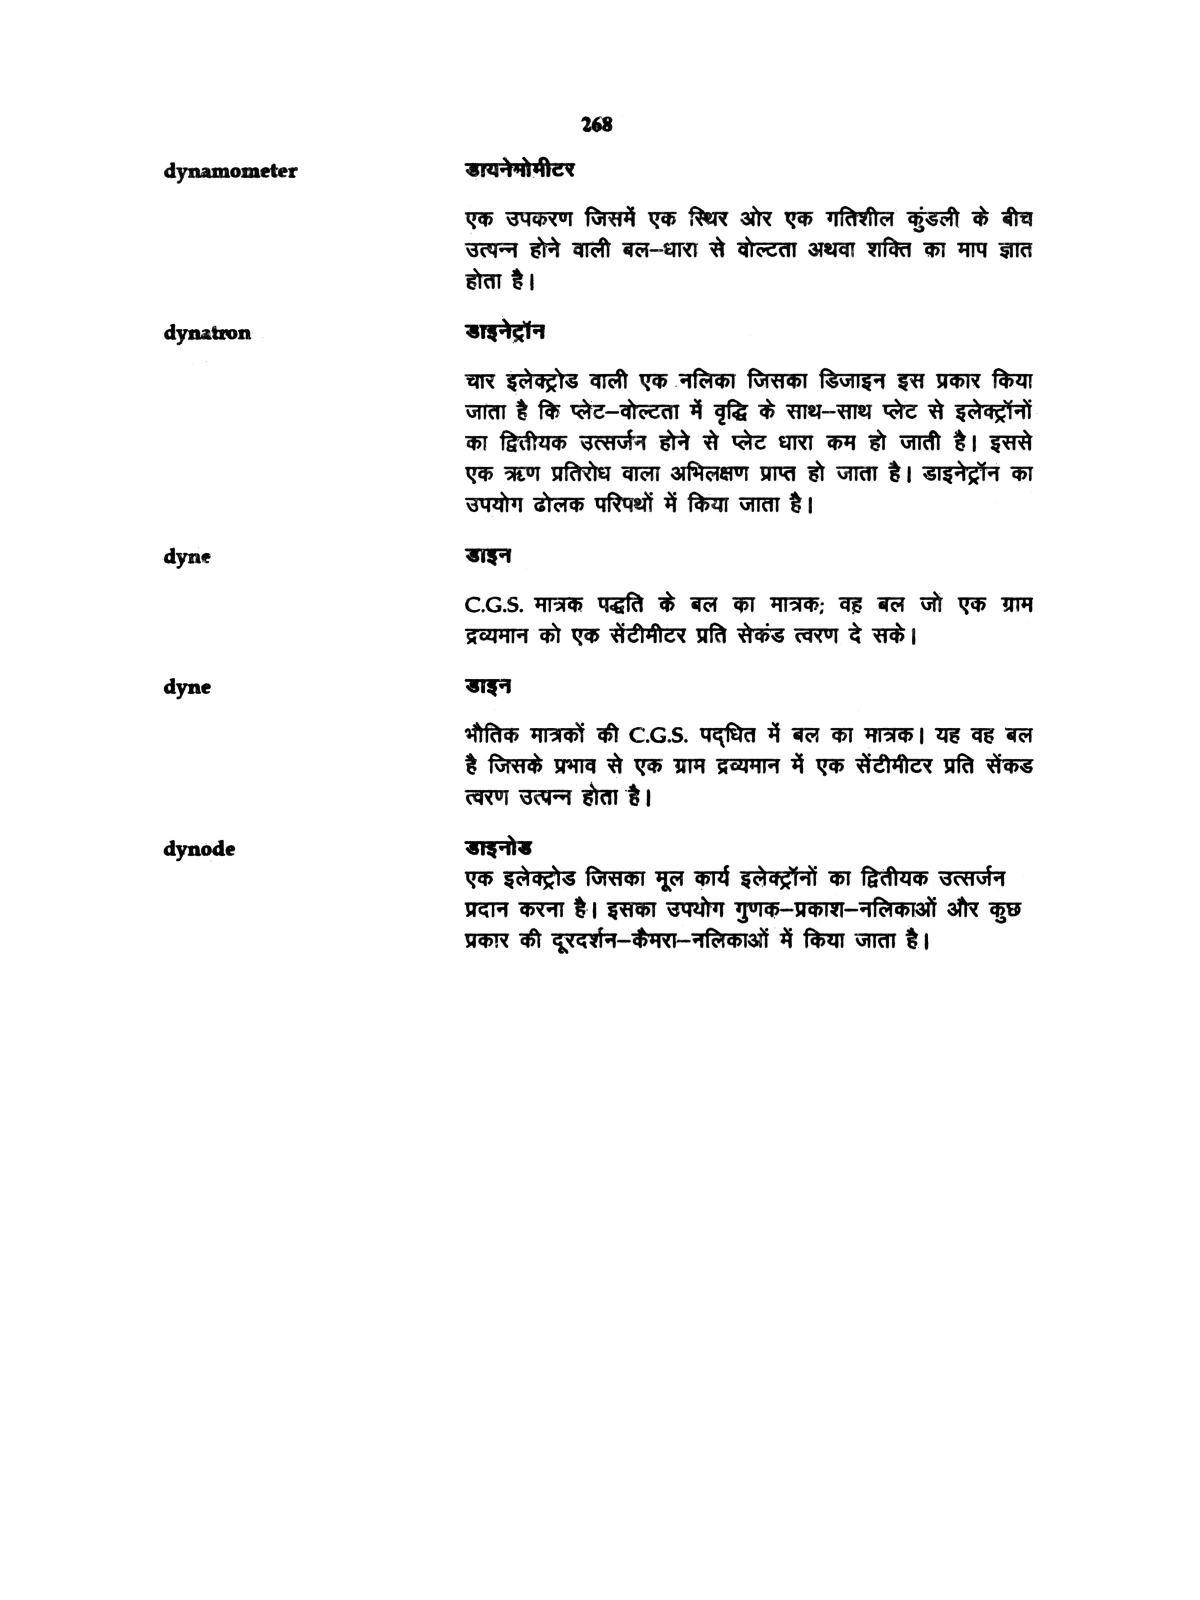 268
dynamometer डायनेमोमीटर
एक उपकरण जिसमें एक स्थिर ओर एक गतिशील कुंडली के बीच
उत्पन्न होने वाली बल–धारा से वोल्टता अथवा शक्ति का माप ज्ञात
होता है।
dynatron डाइनेट्रॉन
चार इलेक्ट्रोड वाली एक नलिका जिसका डिजाइन इस प्रकार किया
जाता है कि प्लेट–वोल्टता में वृद्धि के साथ–साथ प्लेट से इलेक्ट्रॉनों
का द्वितीयक उत्सर्जन होने से प्लेट धारा कम हो जाती है। इससे
एक ऋण प्रतिरोध वाला अभिलक्षण प्राप्त हो जाता है। डाइनेट्रॉन का
उपयोग ढोलक परिपथों में किया जाता है।
dyne डाइन
C.G.S. मात्रक पद्धति के बल का मात्रक; वह बल जो एक ग्राम
द्रव्यमान को एक सेंटीमीटर प्रति सेकंड त्वरण दे सके।
dyne डाइन
भौतिक मात्रकों की C.G.S. पद्धित में बल का मात्रक। यह वह बल
है जिसके प्रभाव से एक ग्राम द्रव्यमान में एक सेंटीमीटर प्रति सेंकड
त्वरण उत्पन्न होता है।
dynode डाइनोड
एक इलेक्ट्रोड जिसका मूल कार्य इलेक्ट्रॉनों का द्वितीयक उत्सर्जन
प्रदान करना है। इसका उपयोग गुणक–प्रकाश–नलिकाओं और कुछ
प्रकार की दूरदर्शन–कैमरा–नलिकाओं में किया जाता है।